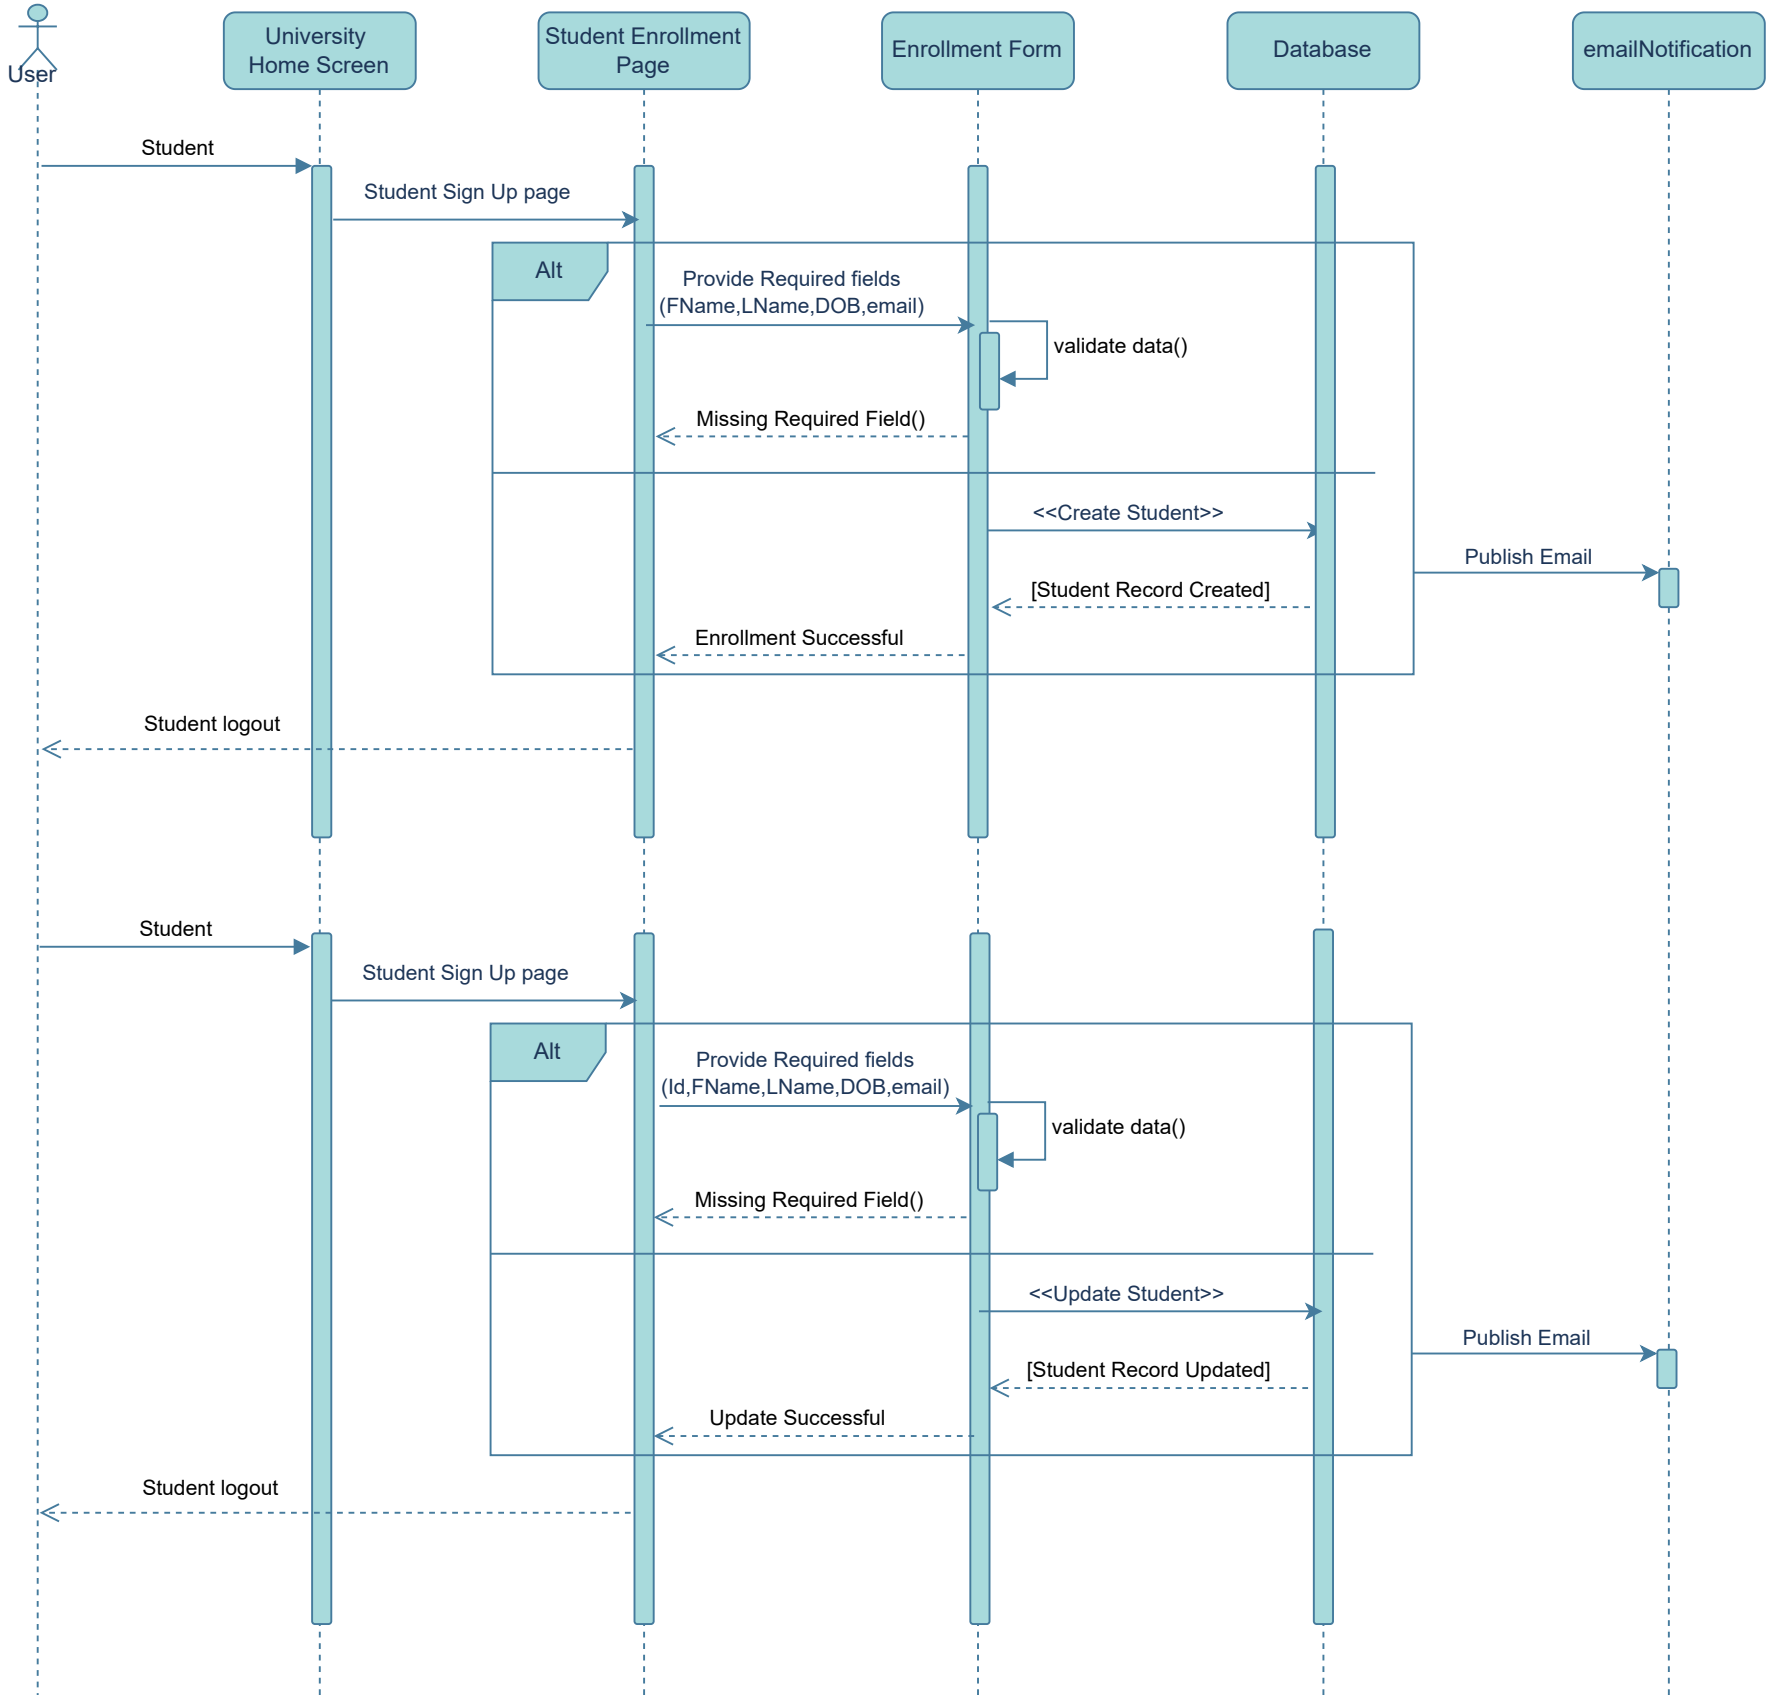 User
University
Home Screen
Student Enrollment
Page
Enrollment Form
Database
emailNotification
Student
Student Sign Up page
Alt
Provide Required fields
(FName,LName,DOB,email)
validate data()
Missing Required Field()
<<Create Student>>
Publish Email
[Student Record Created]
Enrollment Successful
Student logout
Student
Student Sign Up page
Alt
Provide Required fields
(Id,FName,LName,DOB,email)
validate data()
Missing Required Field()
<<Update Student>>
Publish Email
[Student Record Updated]
Update Successful
Student logout